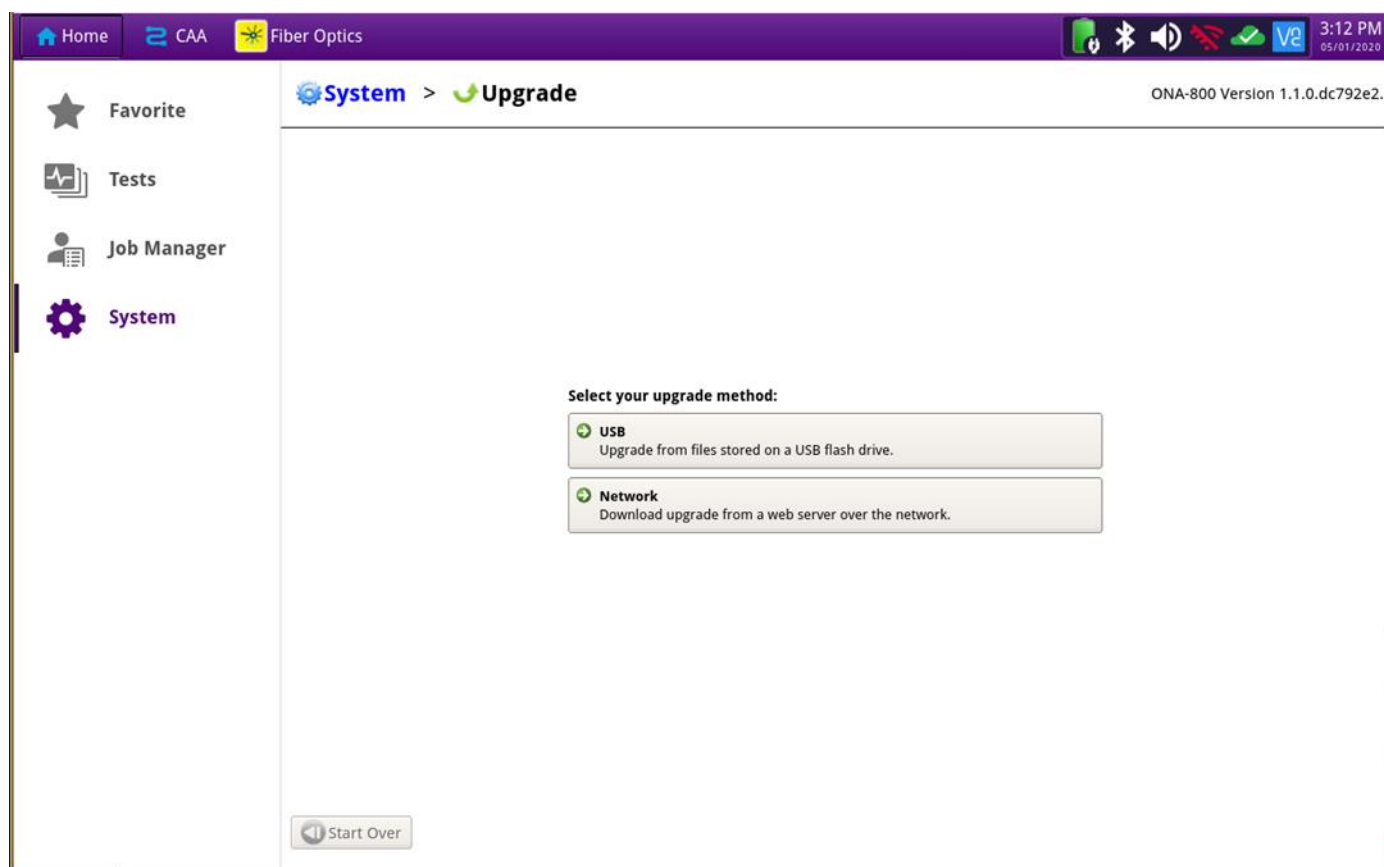 Home CAA Fiber Optics 3:12 PM
05/01/2020
Favorite
Tests
Job Manager
System
System > Upgrade
ONA-800 Version 1.1.0.dc792e2.
Select your upgrade method:
USB
Upgrade from files stored on a USB flash drive.
Network
Download upgrade from a web server over the network.
Start Over